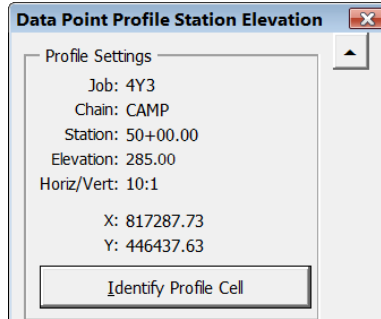 Data Point Profile Station Elevation
Profile Settings
Job: 4Y3
Chain: CAMP
Station: 50+00.00
Elevation: 285.00
Horiz/Vert: 10:1
X: 817287.73
Y: 446437.63
Identify Profile Cell